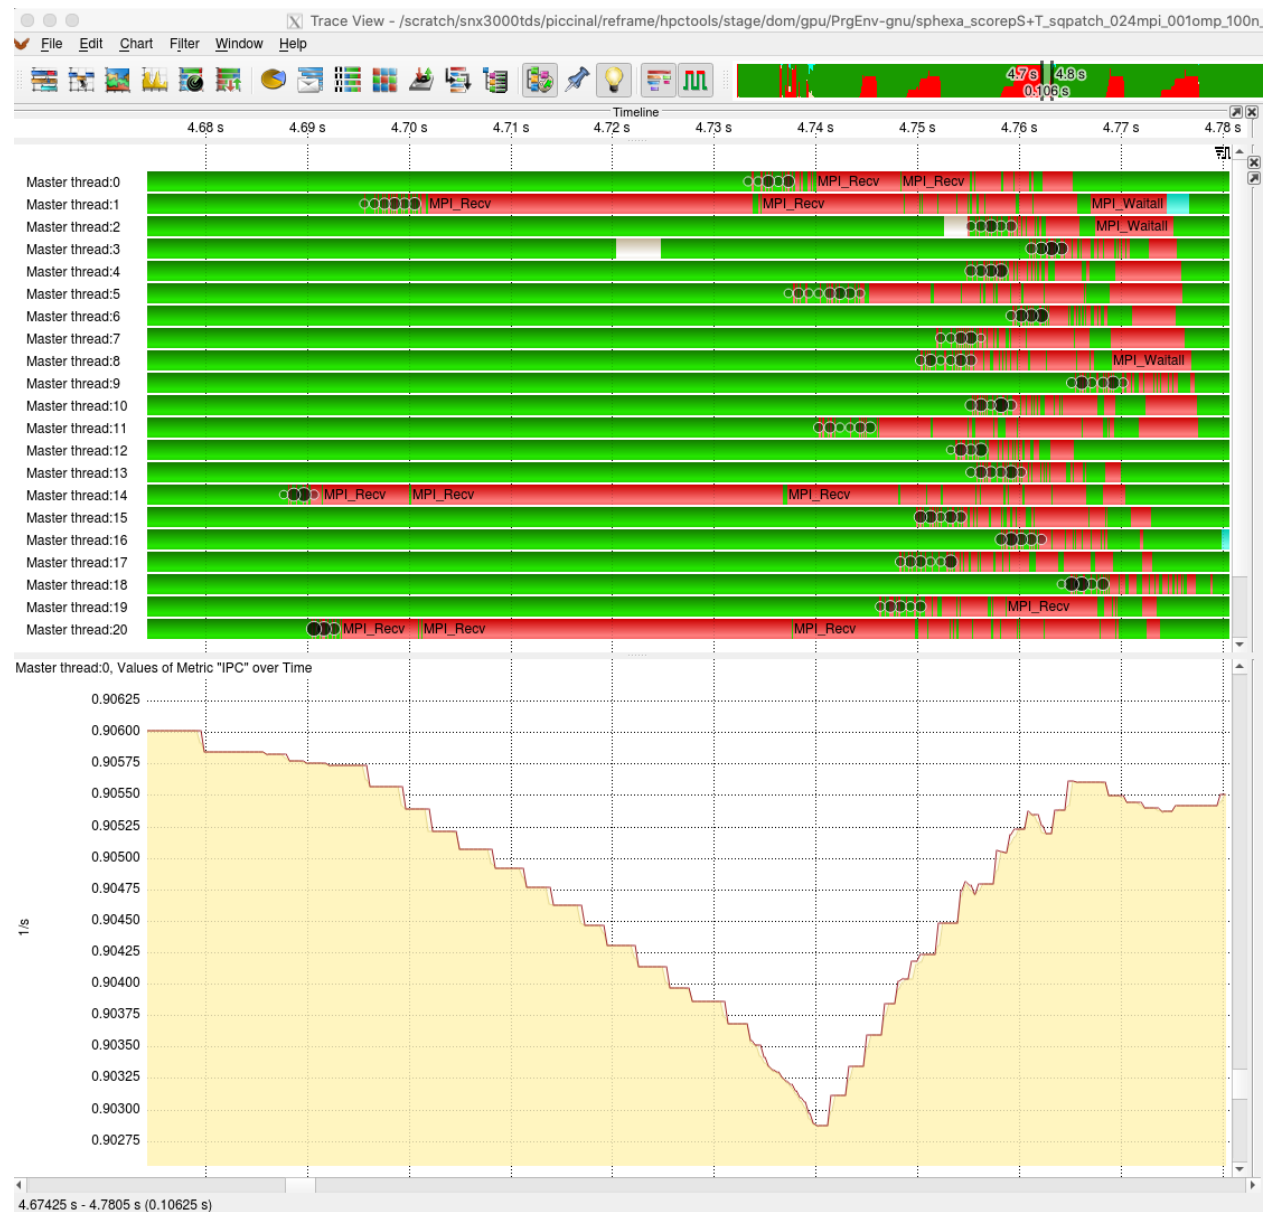 Trace View - /scratch/snx3000tds/piccinal/reframe/hpctools/stage/dom/gpu/PrgEnv-gnu/sphexa_scorepS+T_sqpatch_024mpi_001omp_100n_
File Edit Chart Filter Window Help
4.7 s 4.8 s
0.106 s
Timeline
4.68 s 4.69 s 4.70 s 4.71 s 4.72 s 4.73 s 4.74 s 4.75 s 4.76 s 4.77 s 4.78 s
Master thread:0 MPI_Recv MPI_Recv
Master thread:1 MPI_Recv MPI_Recv MPI_Waitall
Master thread:2 MPI_Waitall
Master thread:3
Master thread:4
Master thread:5
Master thread:6
Master thread:7
Master thread:8 MPI_Waitall
Master thread:9
Master thread:10
Master thread:11
Master thread:12
Master thread:13
Master thread:14 MPI_Recv MPI_Recv MPI_Recv
Master thread:15
Master thread:16
Master thread:17
Master thread:18
Master thread:19 MPI_Recv
Master thread:20 MPI_Recv MPI_Recv MPI_Recv
Master thread:0, Values of Metric "IPC" over Time
0.90625
0.90600
0.90575
0.90550
0.90525
0.90500
0.90475
0.90450
0.90425
0.90400
0.90375
0.90350
0.90325
0.90300
0.90275
1/s
4.67425 s - 4.7805 s (0.10625 s)